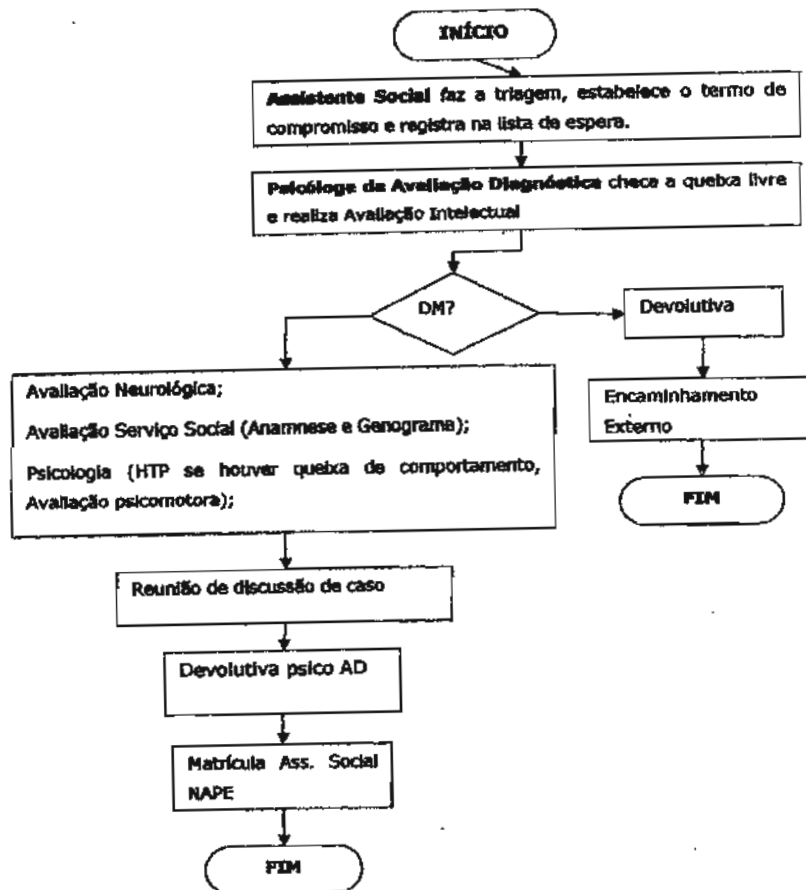 INÍCIO
Assistente Social faz a triagem, estabelece o termo de
compromisso e registra na lista de espera.
Psicóloga da Avaliação Diagnóstica checa a queixa livre
e realiza Avaliação Intelectual
DM?
Devolutiva
Avaliação Neurológica;
Avaliação Serviço Social (Anamnese e Genograma);
Psicologia (HTP se houver queixa de comportamento,
Avaliação psicomotora);
Encaminhamento
Externo
FIM
Reunião de discussão de caso
Devolutiva psico AD
Matrícula Ass. Social
NAPE
FIM